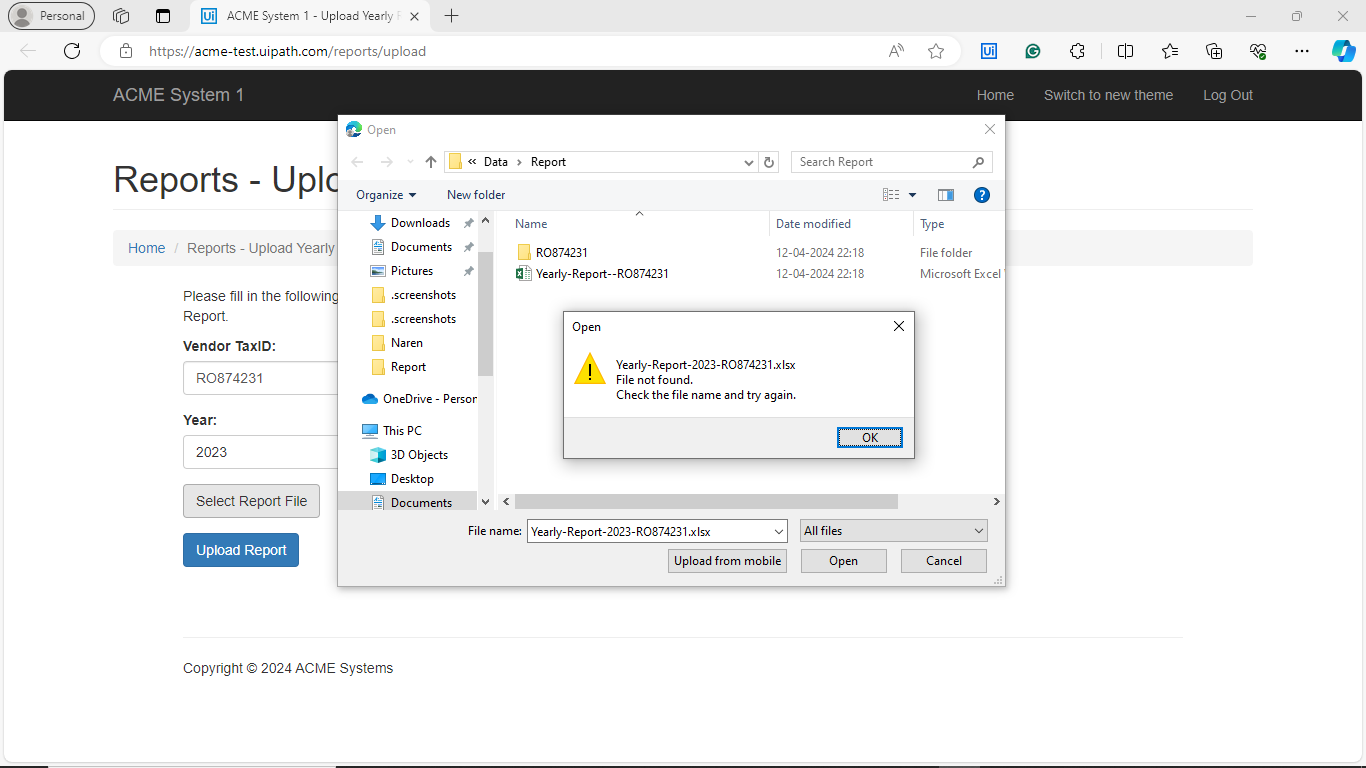 Personal
ACME System 1 - Upload Yearly R
https://acme-test.uipath.com/reports/upload
ACME System 1
Home
Switch to new theme
Log Out
Reports - Uplo
Home / Reports - Upload Yearly
Please fill in the following
Report.
Vendor TaxID:
RO874231
Year:
2023
Select Report File
Upload Report
Copyright © 2024 ACME Systems
Open
« Data › Report
Search Report
Organize
New folder
Downloads
Documents
Pictures
.screenshots
.screenshots
Naren
Report
OneDrive - Person
This PC
3D Objects
Desktop
Documents
Name Date modified Type
RO874231 12-04-2024 22:18 File folder
Yearly-Report--RO874231 12-04-2024 22:18 Microsoft Excel
Open
Yearly-Report-2023-RO874231.xlsx
File not found.
Check the file name and try again.
OK
File name: Yearly-Report-2023-RO874231.xlsx All files
Upload from mobile Open Cancel